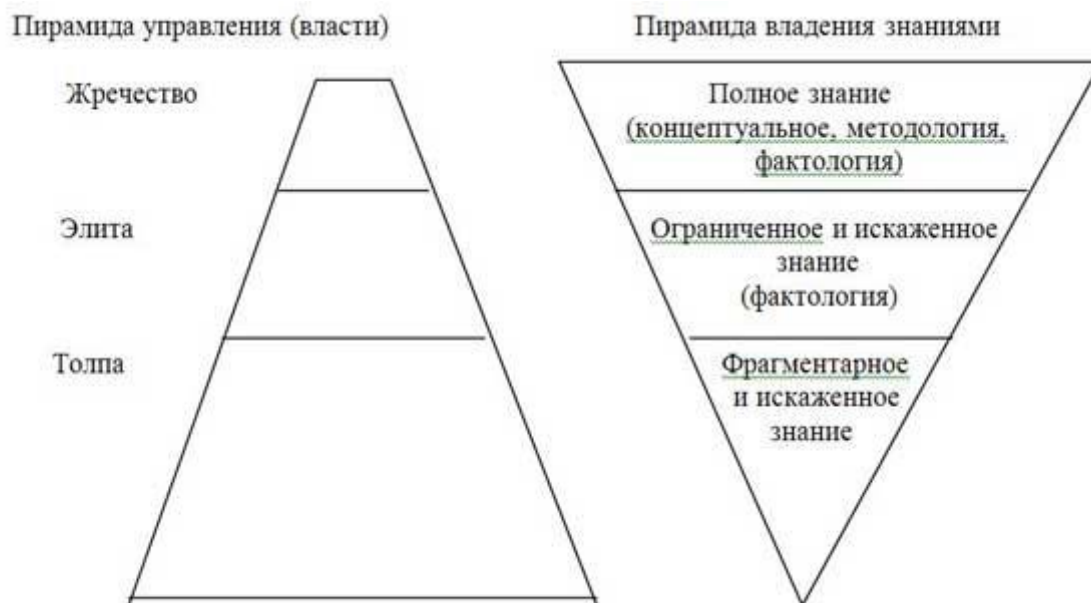 Пирамида управления (власти)
Жречество
Элита
Толпа
Пирамида владения знаниями
Полное знание
(концептуальное, методология,
фактология)
Ограниченное и искаженное
знание
(фактология)
Фрагментарное
и искаженное
знание